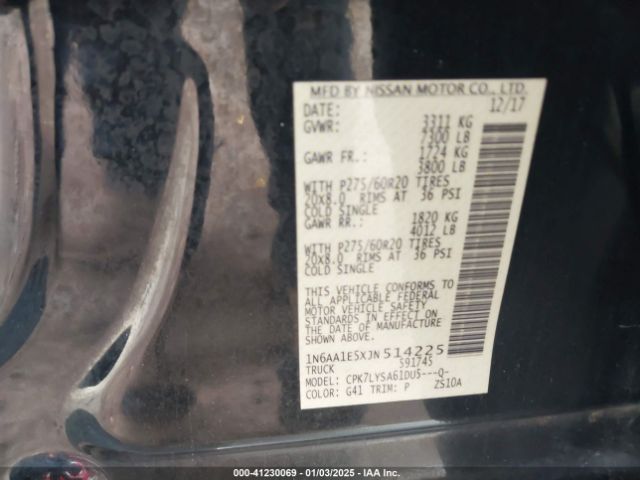 MFD BY NISSAN MOTOR CO., LTD.
DATE: 12/17
GVWR: 3311 KG
7300 LB
GAWR FR.: 1724 KG
3800 LB
WITH P275/60R20 TIRES
20X8.0 RIMS AT 36 PSI
COLD SINGLE
GAWR RR.: 1820 KG
4012 LB
WITH P275/60R20 TIRES
20X8.0 RIMS AT 36 PSI
COLD SINGLE
THIS VEHICLE CONFORMS TO
ALL APPLICABLE FEDERAL
MOTOR VEHICLE SAFETY
STANDARDS IN EFFECT ON
THE DATE OF MANUFACTURE
SHOWN ABOVE.
1N6AA1E5XJN514225
TRUCK 591745
MODEL: CPK7LYSA61DUS---Q-
COLOR: G41 TRIM: P ZS10A
000-41230069 - 01/03/2025 - IAA Inc.